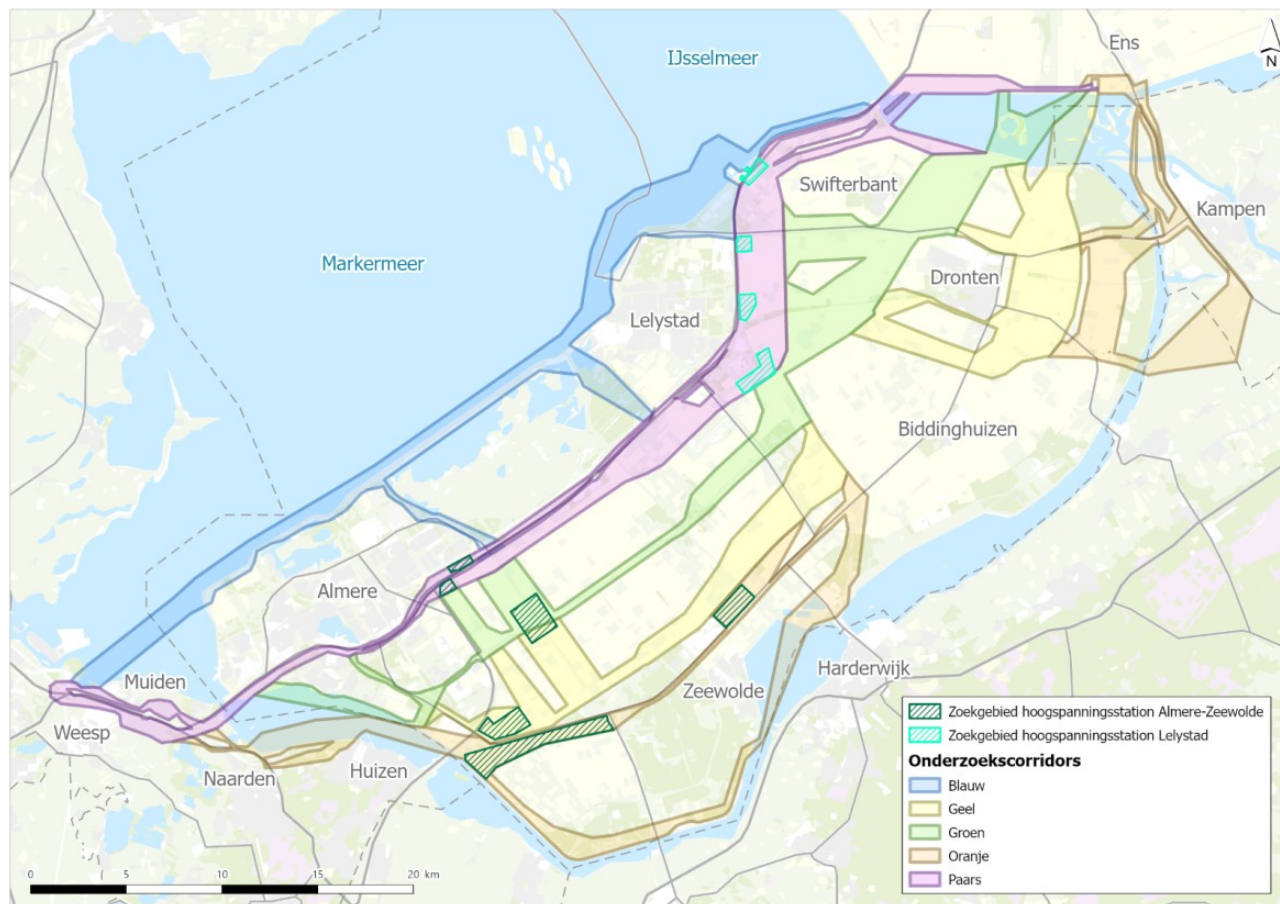 Ens
IJsselmeer
N
Swifterbant
Kampen
Markermeer
Dronten
Lelystad
Biddinghuizen
Almere
Harderwijk
Muiden
Zeewolde
Weesp
Naarden
Huizen
Zoekgebied hoogspanningsstation Almere-Zeewolde
Zoekgebied hoogspanningsstation Lelystad
Onderzoekscorridors
Blauw
Geel
Groen
Oranje
Paars
0 5 10 15 20 km